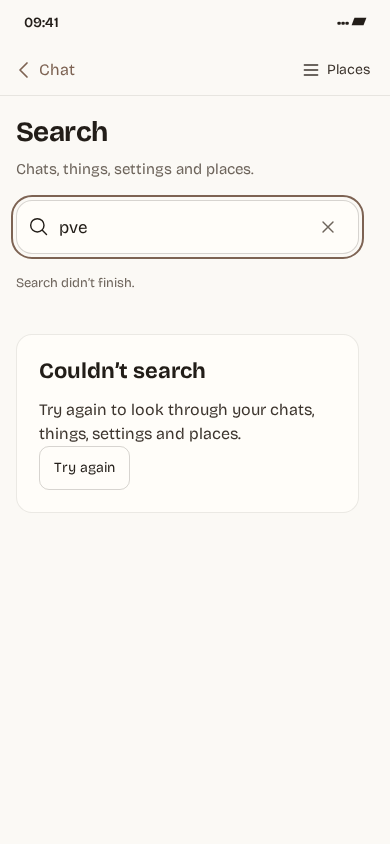 09:41
Chat
Places
Search
Chats, things, settings and places.
pve
Search didn't finish.
Couldn't search
Try again to look through your chats,
things, settings and places.
Try again